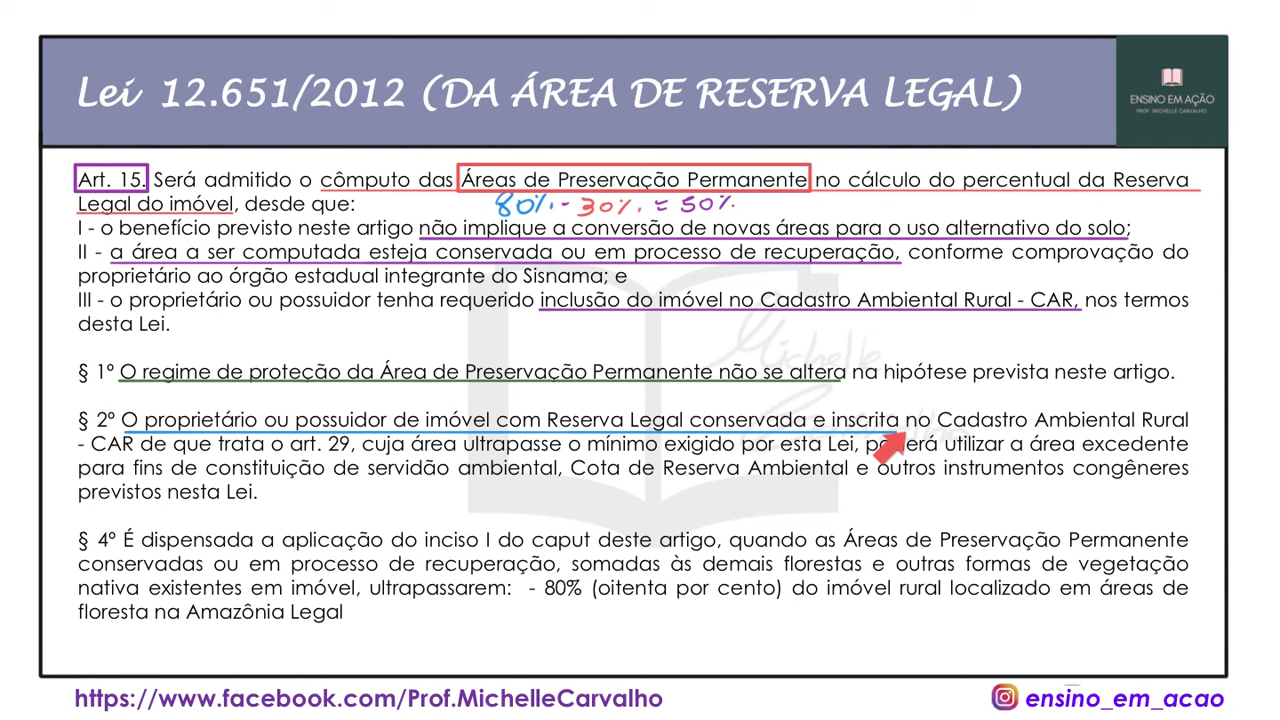 Lei 12.651/2012 (DA ÁREA DE RESERVA LEGAL)
ENSINO EM AÇÃO
PROF. MICHELLE CARVALHO
Art. 15. Será admitido o cômputo das Áreas de Preservação Permanente no cálculo do percentual da Reserva
Legal do imóvel, desde que:
80% - 30% = 50%
I - o benefício previsto neste artigo não implique a conversão de novas áreas para o uso alternativo do solo;
II - a área a ser computada esteja conservada ou em processo de recuperação, conforme comprovação do
proprietário ao órgão estadual integrante do Sisnama; e
III - o proprietário ou possuidor tenha requerido inclusão do imóvel no Cadastro Ambiental Rural - CAR, nos termos
desta Lei.
§ 1º O regime de proteção da Área de Preservação Permanente não se altera na hipótese prevista neste artigo.
§ 2º O proprietário ou possuidor de imóvel com Reserva Legal conservada e inscrita no Cadastro Ambiental Rural
- CAR de que trata o art. 29, cuja área ultrapasse o mínimo exigido por esta Lei, poderá utilizar a área excedente
para fins de constituição de servidão ambiental, Cota de Reserva Ambiental e outros instrumentos congêneres
previstos nesta Lei.
§ 4º É dispensada a aplicação do inciso I do caput deste artigo, quando as Áreas de Preservação Permanente
conservadas ou em processo de recuperação, somadas às demais florestas e outras formas de vegetação
nativa existentes em imóvel, ultrapassarem: - 80% (oitenta por cento) do imóvel rural localizado em áreas de
floresta na Amazônia Legal
Michelle
https://www.facebook.com/Prof.MichelleCarvalho
ensino_em_acao